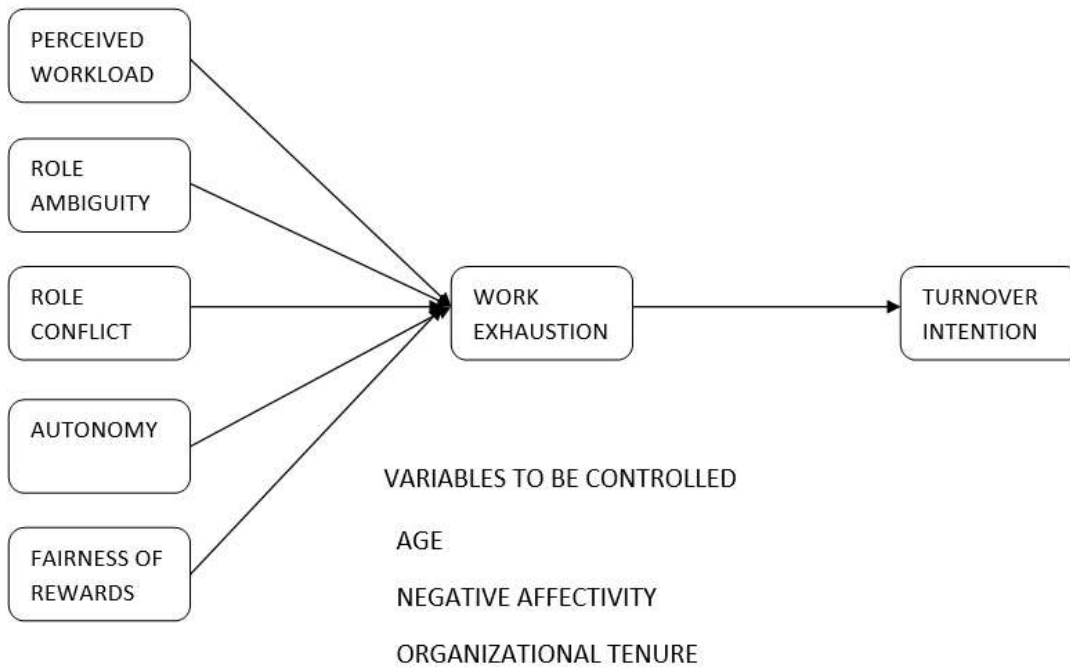 PERCEIVED
WORKLOAD
ROLE
AMBIGUITY
ROLE
CONFLICT
WORK
EXHAUSTION
TURNOVER
INTENTION
AUTONOMY
FAIRNESS OF
REWARDS
VARIABLES TO BE CONTROLLED
AGE
NEGATIVE AFFECTIVITY
ORGANIZATIONAL TENURE